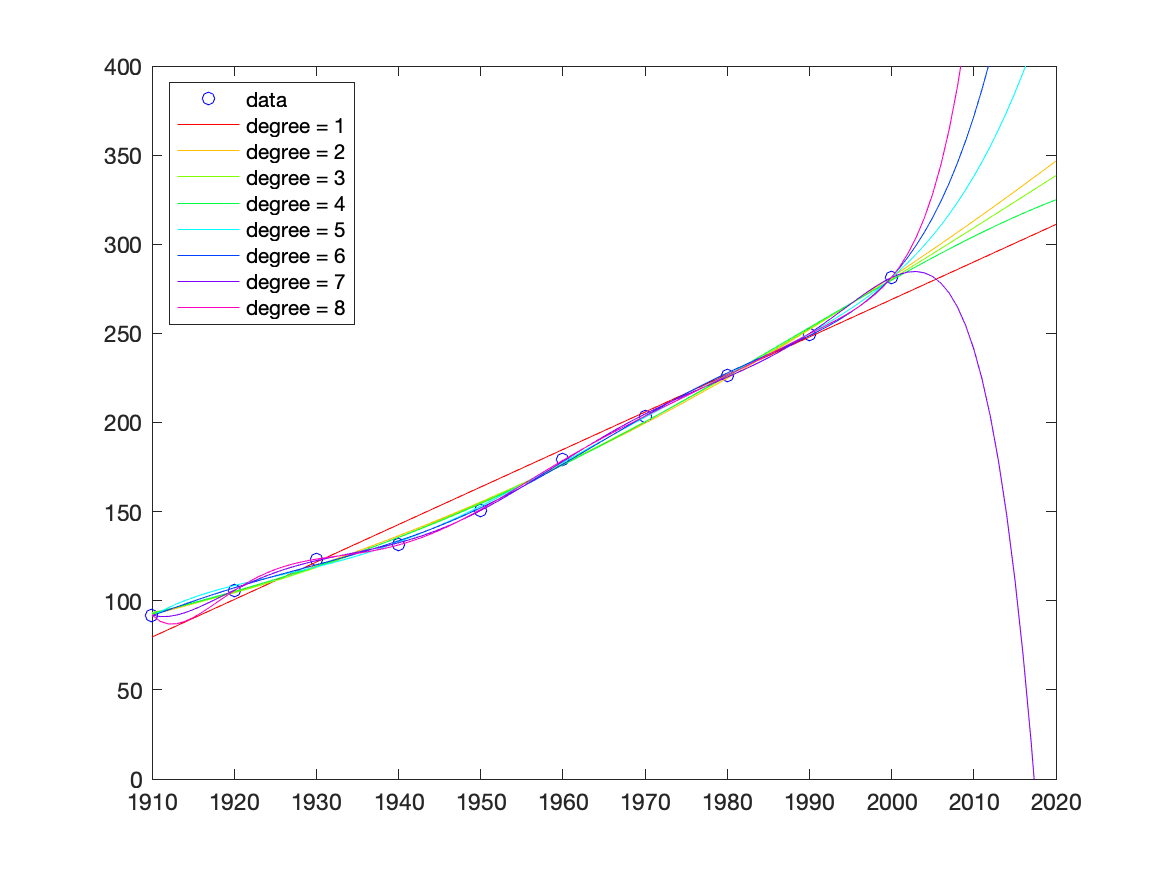 400
350
300
250
200
150
100
50
0
data
degree = 1
degree = 2
degree = 3
degree = 4
degree = 5
degree = 6
degree = 7
degree = 8
1910 1920 1930 1940 1950 1960 1970 1980 1990 2000 2010 2020